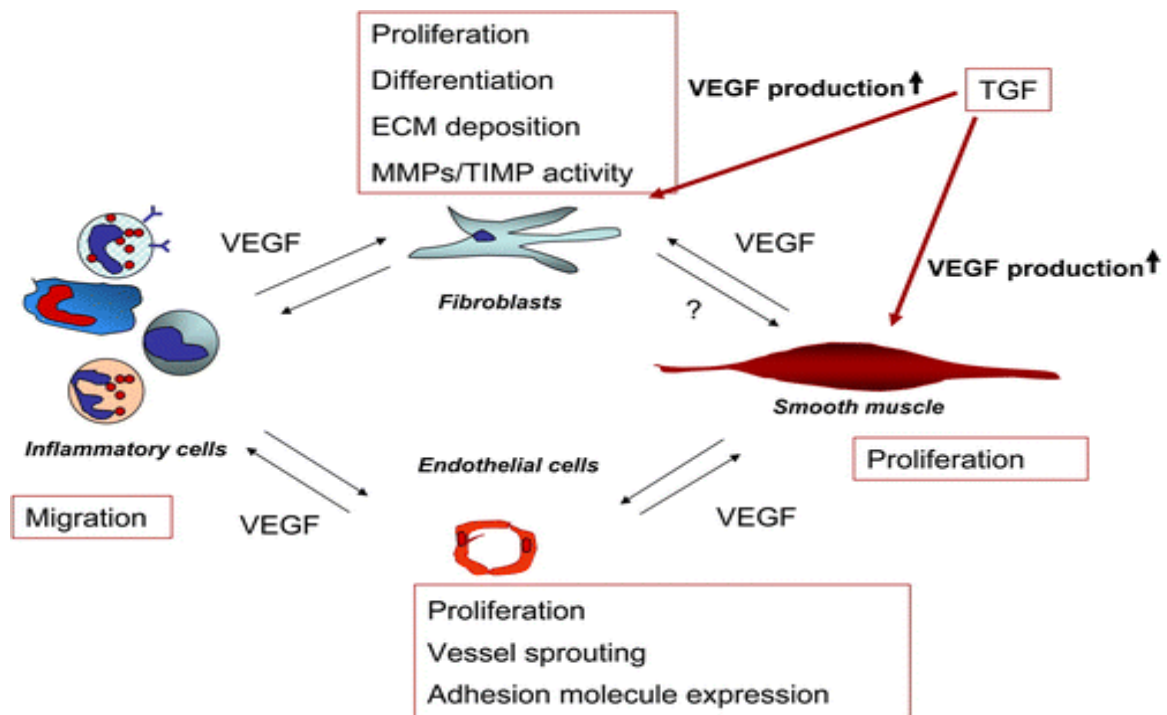 Proliferation
Differentiation
ECM deposition
MMPs/TIMP activity
VEGF production⬆
TGF
VEGF
VEGF
VEGF production⬆
Fibroblasts
?
Smooth muscle
Inflammatory cells
Endothelial cells
Proliferation
Migration
VEGF
VEGF
Proliferation
Vessel sprouting
Adhesion molecule expression